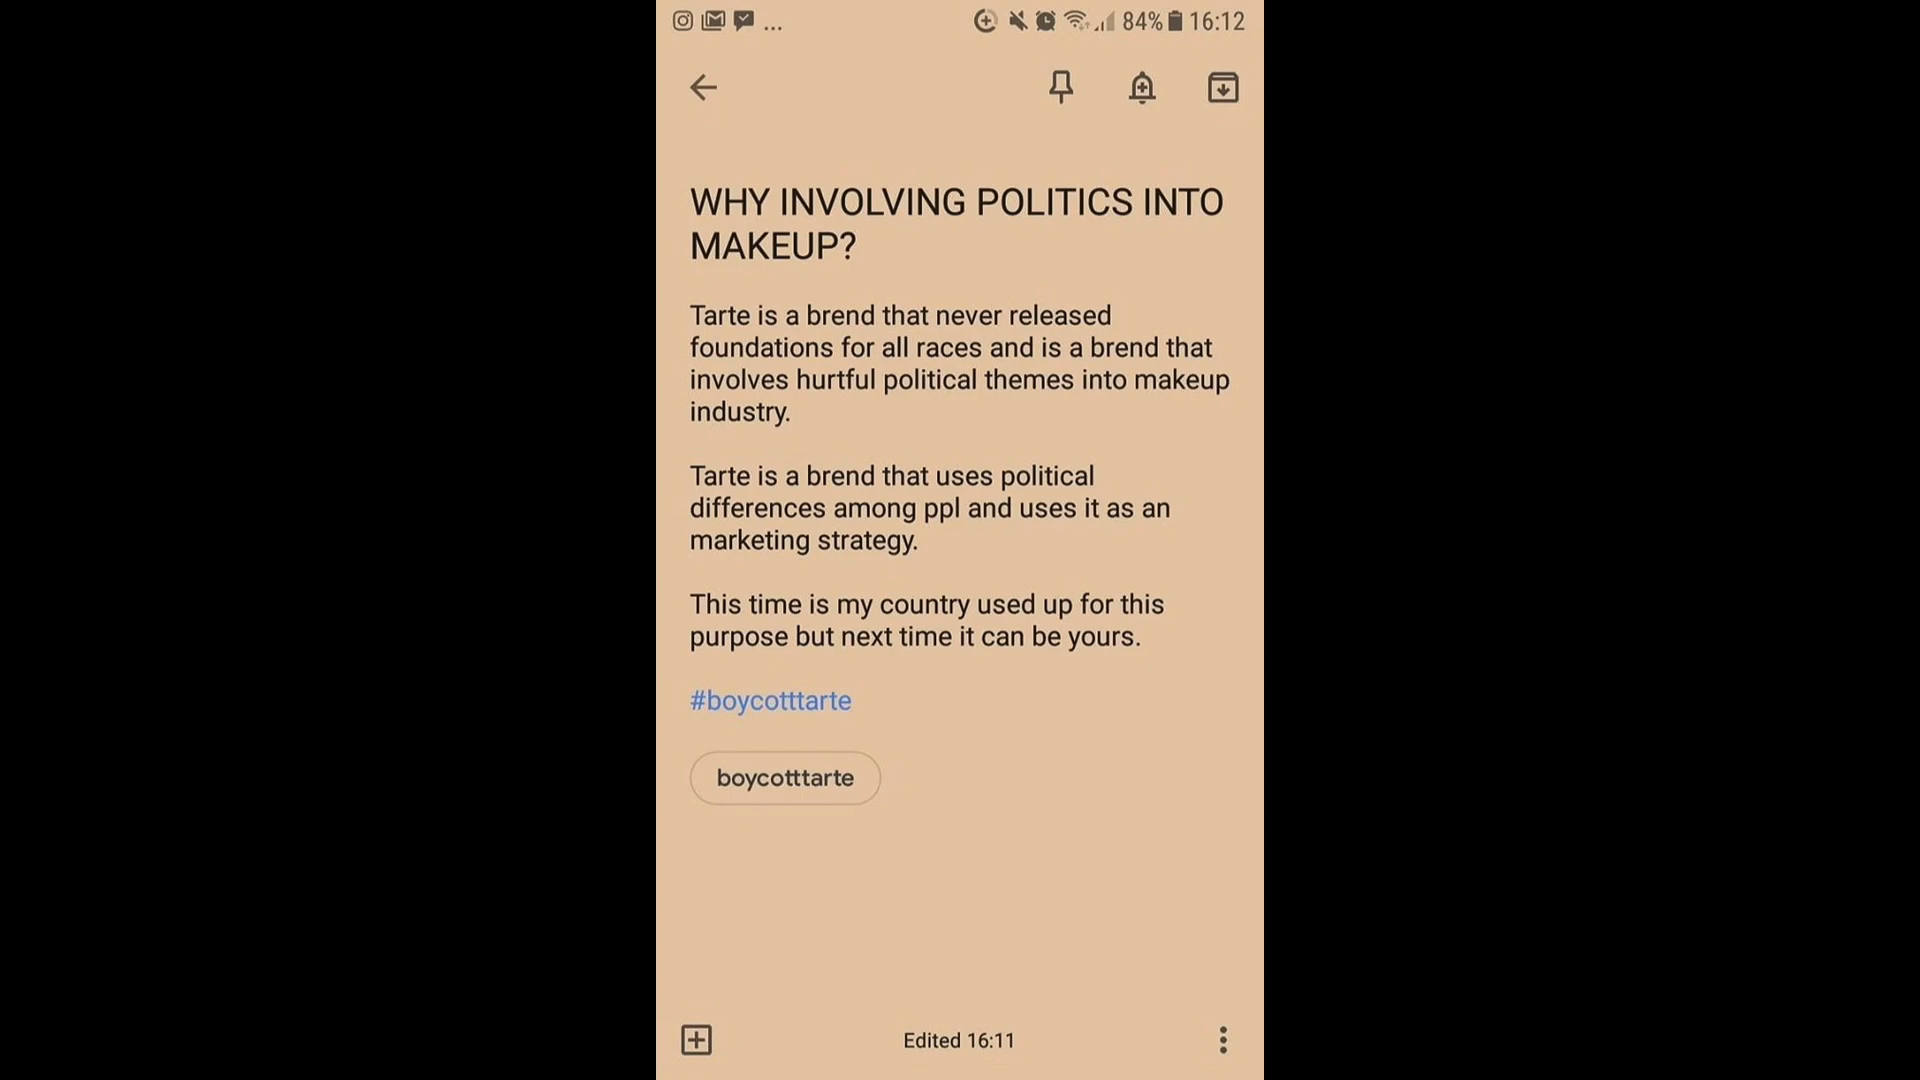 ... 84% 16:12
WHY INVOLVING POLITICS INTO
MAKEUP?
Tarte is a brend that never released
foundations for all races and is a brend that
involves hurtful political themes into makeup
industry.
Tarte is a brend that uses political
differences among ppl and uses it as an
marketing strategy.
This time is my country used up for this
purpose but next time it can be yours.
#boycotttarte
boycotttarte
Edited 16:11